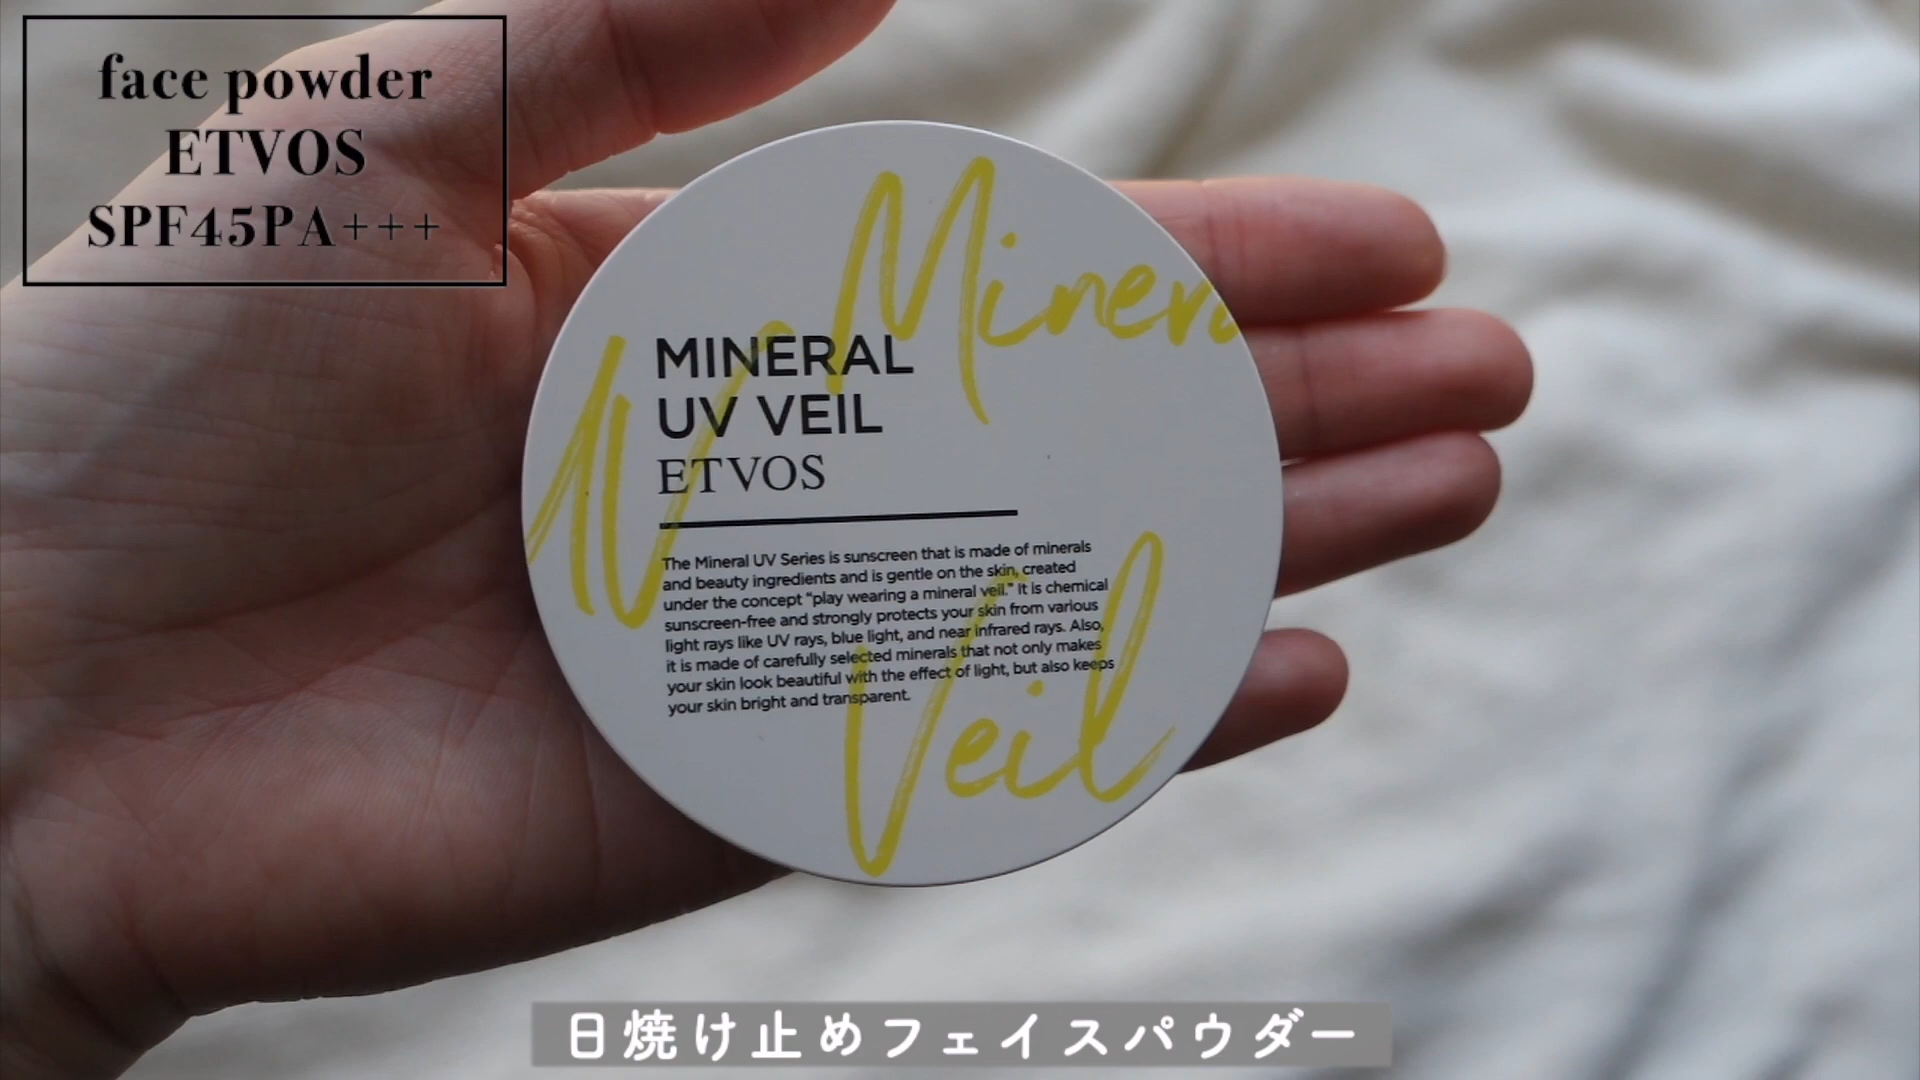 face powder
ETVOS
SPF45PA+++
Minera
UV
MINERAL
UV VEIL
ETVOS
The Mineral UV Series is sunscreen that is made of minerals
and beauty ingredients and is gentle on the skin, created
under the concept “play wearing a mineral veil.” It is chemical
sunscreen-free and strongly protects your skin from various
light rays like UV rays, blue light, and near infrared rays. Also,
it is made of carefully selected minerals that not only makes
your skin look beautiful with the effect of light, but also keeps
your skin bright and transparent.
Veil
日焼け止めフェイスパウダー